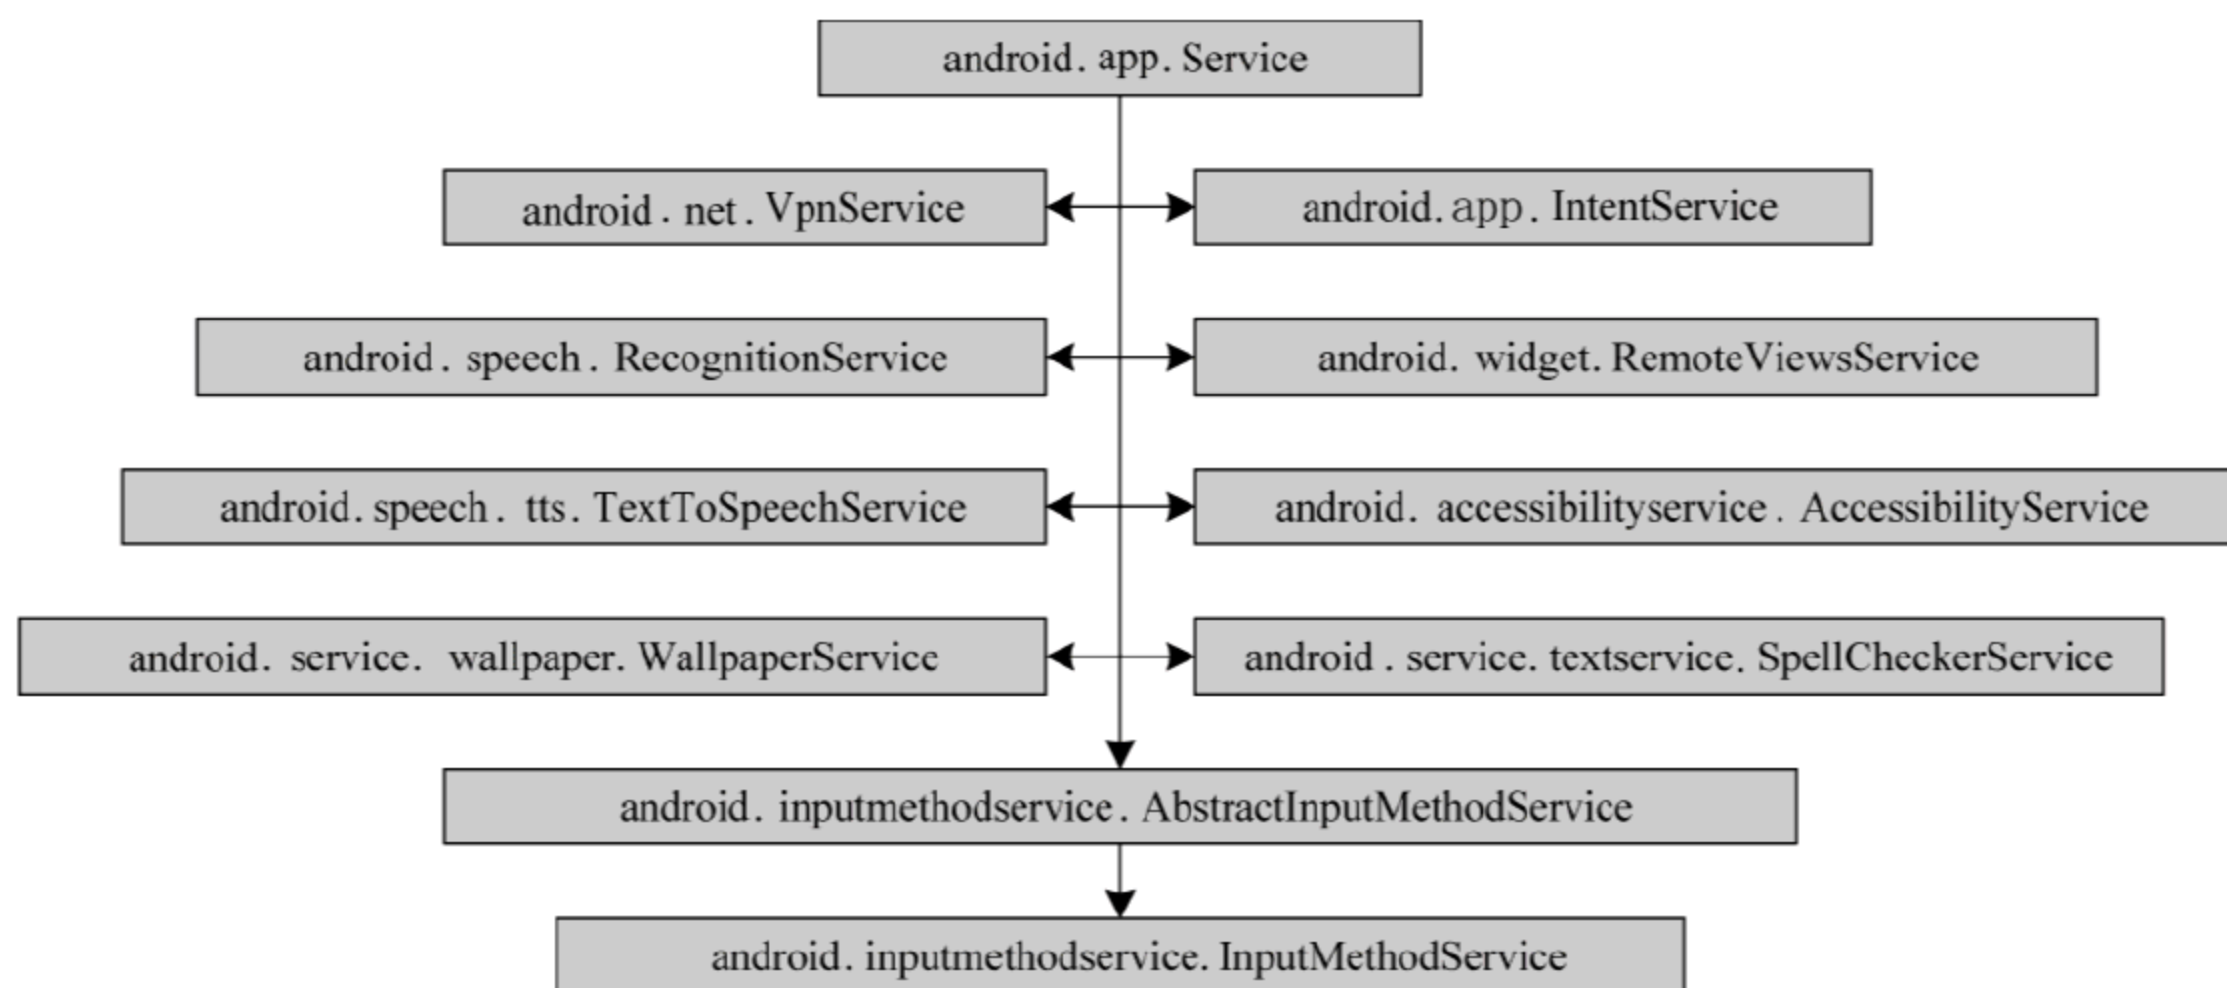 android. app. Service
android. net. VpnService
android. app. IntentService
android. speech. RecognitionService
android. widget. RemoteViewsService
android. speech. tts. TextToSpeechService
android. accessibilityservice. AccessibilityService
android. service. wallpaper. WallpaperService
android. service. textservice. SpellCheckerService
android. inputmethodservice. AbstractInputMethodService
android. inputmethodservice. InputMethodService